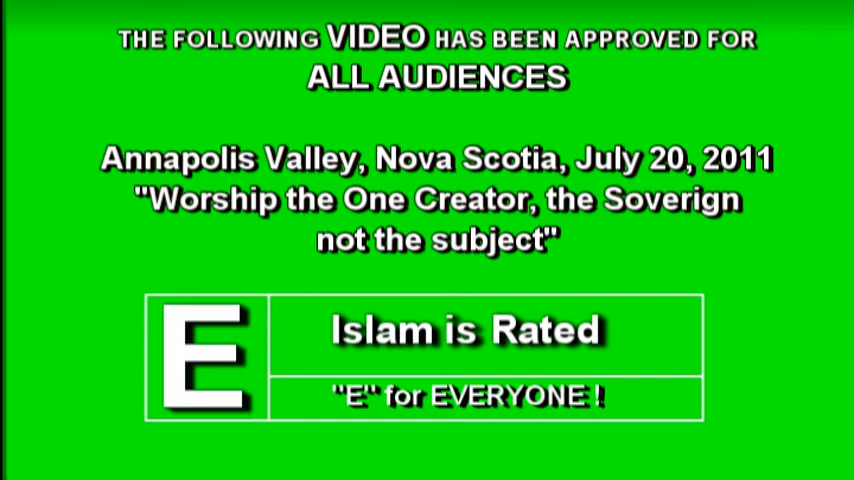 THE FOLLOWING VIDEO HAS BEEN APPROVED FOR
ALL AUDIENCES
Annapolis Valley, Nova Scotia, July 20, 2011
"Worship the One Creator, the Soverign
not the subject"
E
Islam is Rated
"E" for EVERYONE !